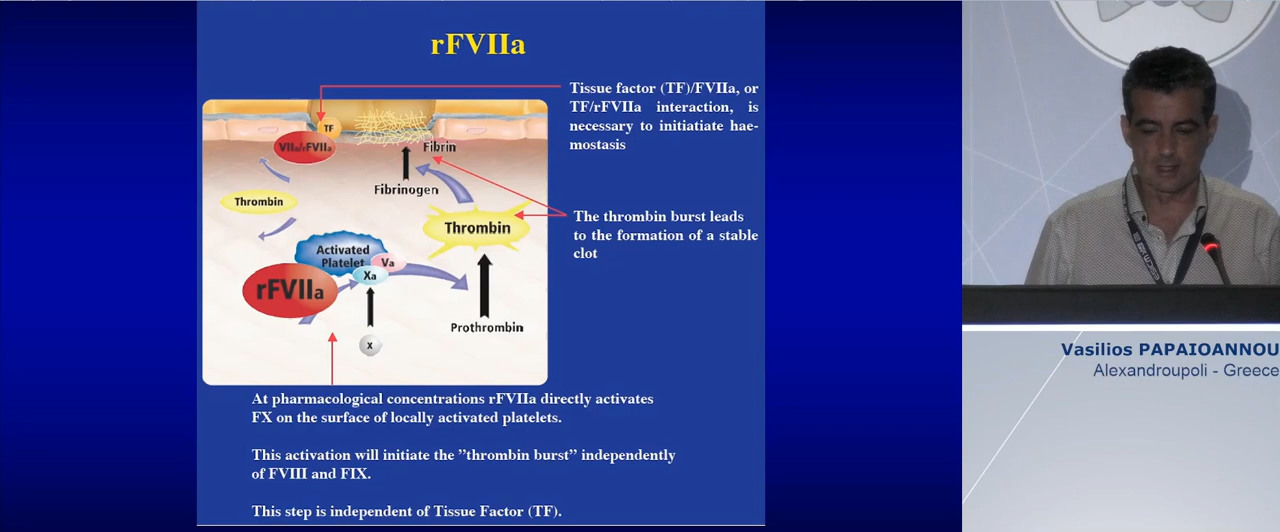 rFVIIa
Tissue factor (TF)/FVIIa, or
TF/rFVIIa interaction, is
necessary to initiatiate hae-
mostasis
TF
VIIa/rFVIIa
Fibrin
Fibrinogen
Thrombin
Thrombin
The thrombin burst leads
to the formation of a stable
clot
Activated
Platelet
Va
Xa
rFVIIa
Prothrombin
X
At pharmacological concentrations rFVIIa directly activates
FX on the surface of locally activated platelets.
This activation will initiate the ”thrombin burst” independently
of FVIII and FIX.
This step is independent of Tissue Factor (TF).
Vasilios PAPAIOANNOU
Alexandroupoli - Greece